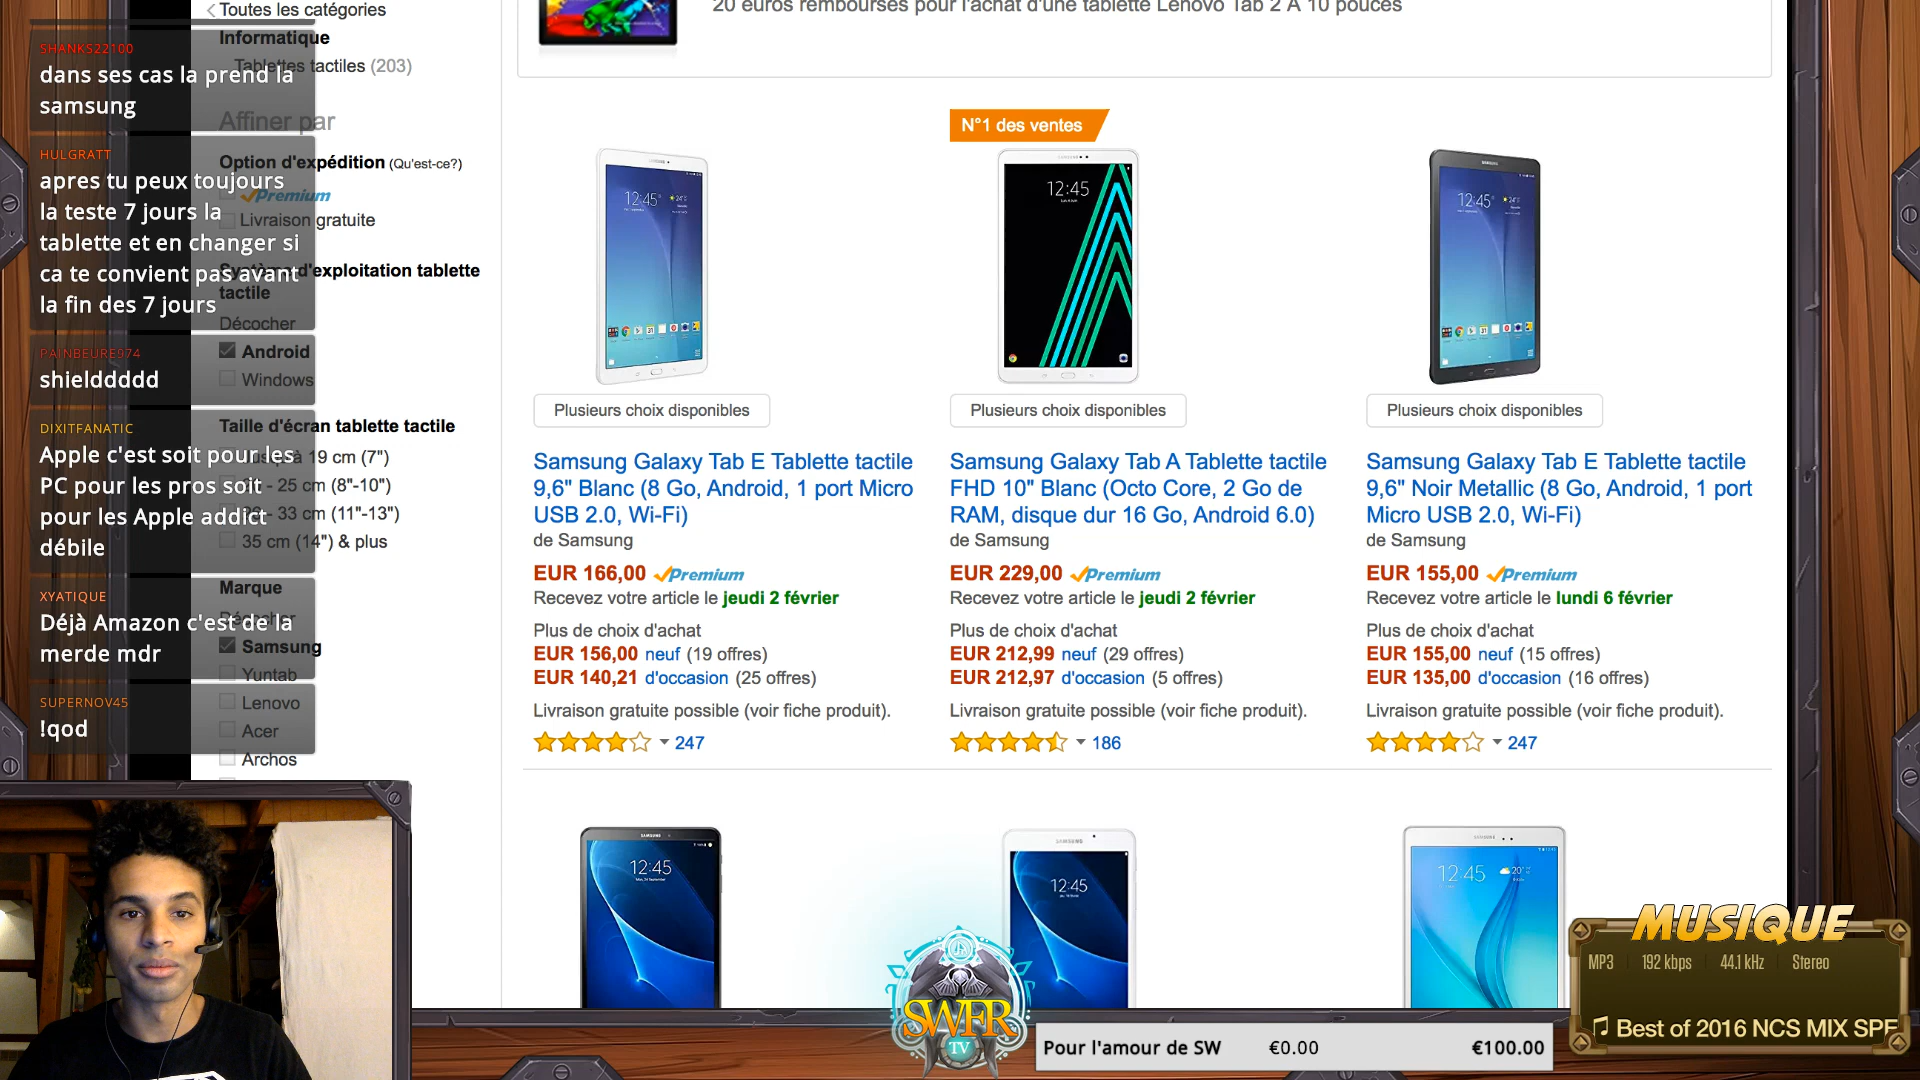 SHANKS22100
dans ses cas la prend la
samsung
HULGRATT
apres tu peux toujours
la teste 7 jours la
tablette et en changer si
ca te convient pas avant
la fin des 7 jours
PAINBEURE974
shielddddd
DIXITFANATIC
Apple c'est soit pour les
PC pour les pros soit
pour les Apple addict
débile
XYATIQUE
Déjà Amazon c'est de la
merde mdr
SUPERNOV45
!qod
Toutes les catégories
Informatique
Tablettes tactiles (203)
Affiner par
Option d'expédition (Qu'est-ce?)
Premium
Livraison gratuite
Système d'exploitation tablette
tactile
Décocher
Android
Windows
Taille d'écran tablette tactile
19 cm (7")
- 25 cm (8"-10")
- 33 cm (11"-13")
35 cm (14") & plus
Marque
Décocher
Samsung
Yuntab
Lenovo
Acer
Archos
20 euros remboursés pour l'achat d'une tablette Lenovo Tab 2 A 10 pouces
N°1 des ventes
12:45
12:45
12:45
Plusieurs choix disponibles
Plusieurs choix disponibles
Plusieurs choix disponibles
Samsung Galaxy Tab E Tablette tactile
9,6" Blanc (8 Go, Android, 1 port Micro
USB 2.0, Wi-Fi)
de Samsung
EUR 166,00 Premium
Recevez votre article le jeudi 2 février
Plus de choix d'achat
EUR 156,00 neuf (19 offres)
EUR 140,21 d'occasion (25 offres)
Livraison gratuite possible (voir fiche produit).
247
Samsung Galaxy Tab A Tablette tactile
FHD 10" Blanc (Octo Core, 2 Go de
RAM, disque dur 16 Go, Android 6.0)
de Samsung
EUR 229,00 Premium
Recevez votre article le jeudi 2 février
Plus de choix d'achat
EUR 212,99 neuf (29 offres)
EUR 212,97 d'occasion (5 offres)
Livraison gratuite possible (voir fiche produit).
186
Samsung Galaxy Tab E Tablette tactile
9,6" Noir Metallic (8 Go, Android, 1 port
Micro USB 2.0, Wi-Fi)
de Samsung
EUR 155,00 Premium
Recevez votre article le lundi 6 février
Plus de choix d'achat
EUR 155,00 neuf (15 offres)
EUR 135,00 d'occasion (16 offres)
Livraison gratuite possible (voir fiche produit).
247
SAMSUNG
12:45
SAMSUNG
12:45
SAMSUNG
12:45
20°
SWFR
TV
Pour l'amour de SW €0.00 €100.00
MUSIQUE
MP3 192 kbps 44.1 kHz Stereo
Best of 2016 NCS MIX SPE